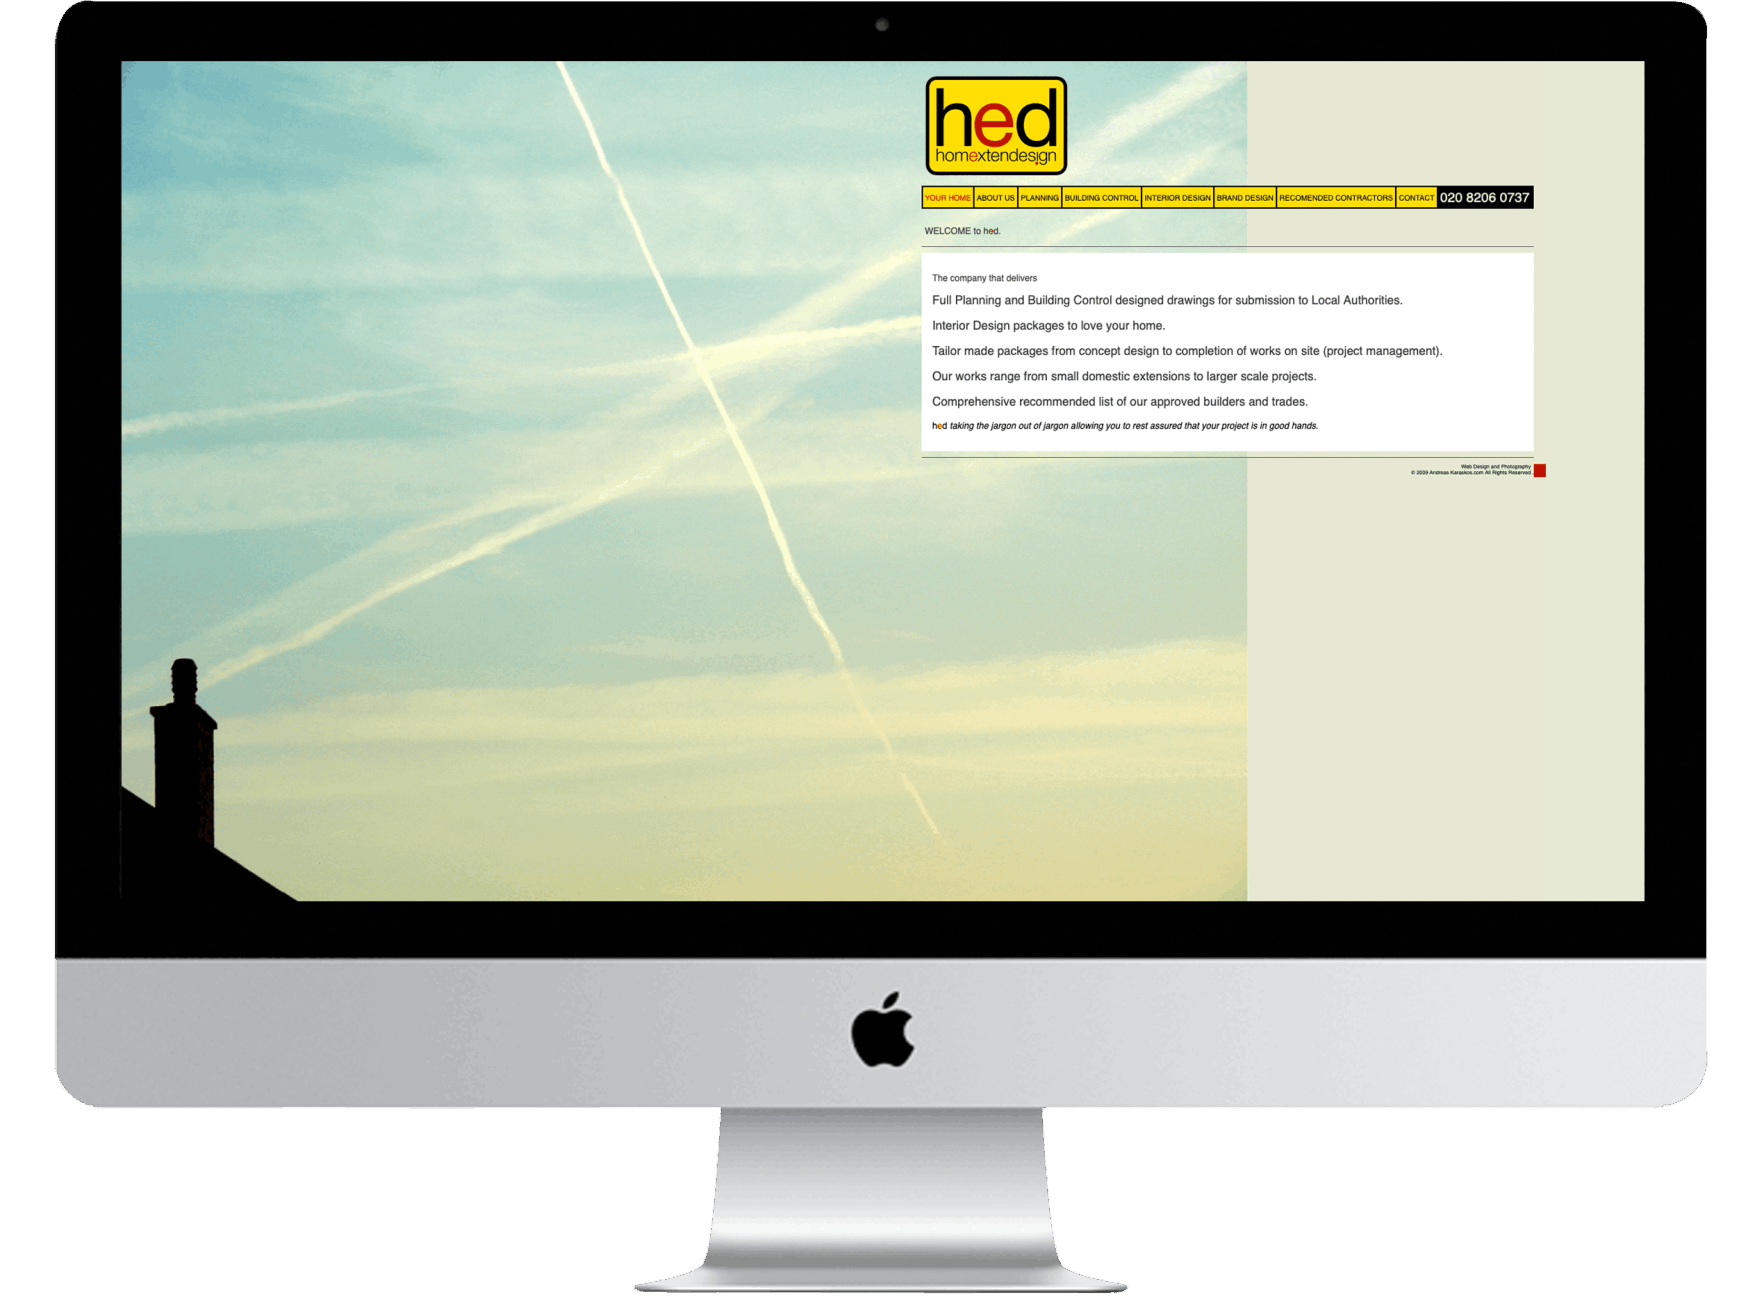 hed
homextendesign
YOUR HOME ABOUT US PLANNING BUILDING CONTROL INTERIOR DESIGN BRAND DESIGN RECOMENDED CONTRACTORS CONTACT 020 8206 0737
WELCOME to hed.
The company that delivers
Full Planning and Building Control designed drawings for submission to Local Authorities.
Interior Design packages to love your home.
Tailor made packages from concept design to completion of works on site (project management).
Our works range from small domestic extensions to larger scale projects.
Comprehensive recommended list of our approved builders and trades.
hed taking the jargon out of jargon allowing you to rest assured that your project is in good hands.
Web Design and Photography
© 2009 Andreas Karaskos.com All Rights Reserved